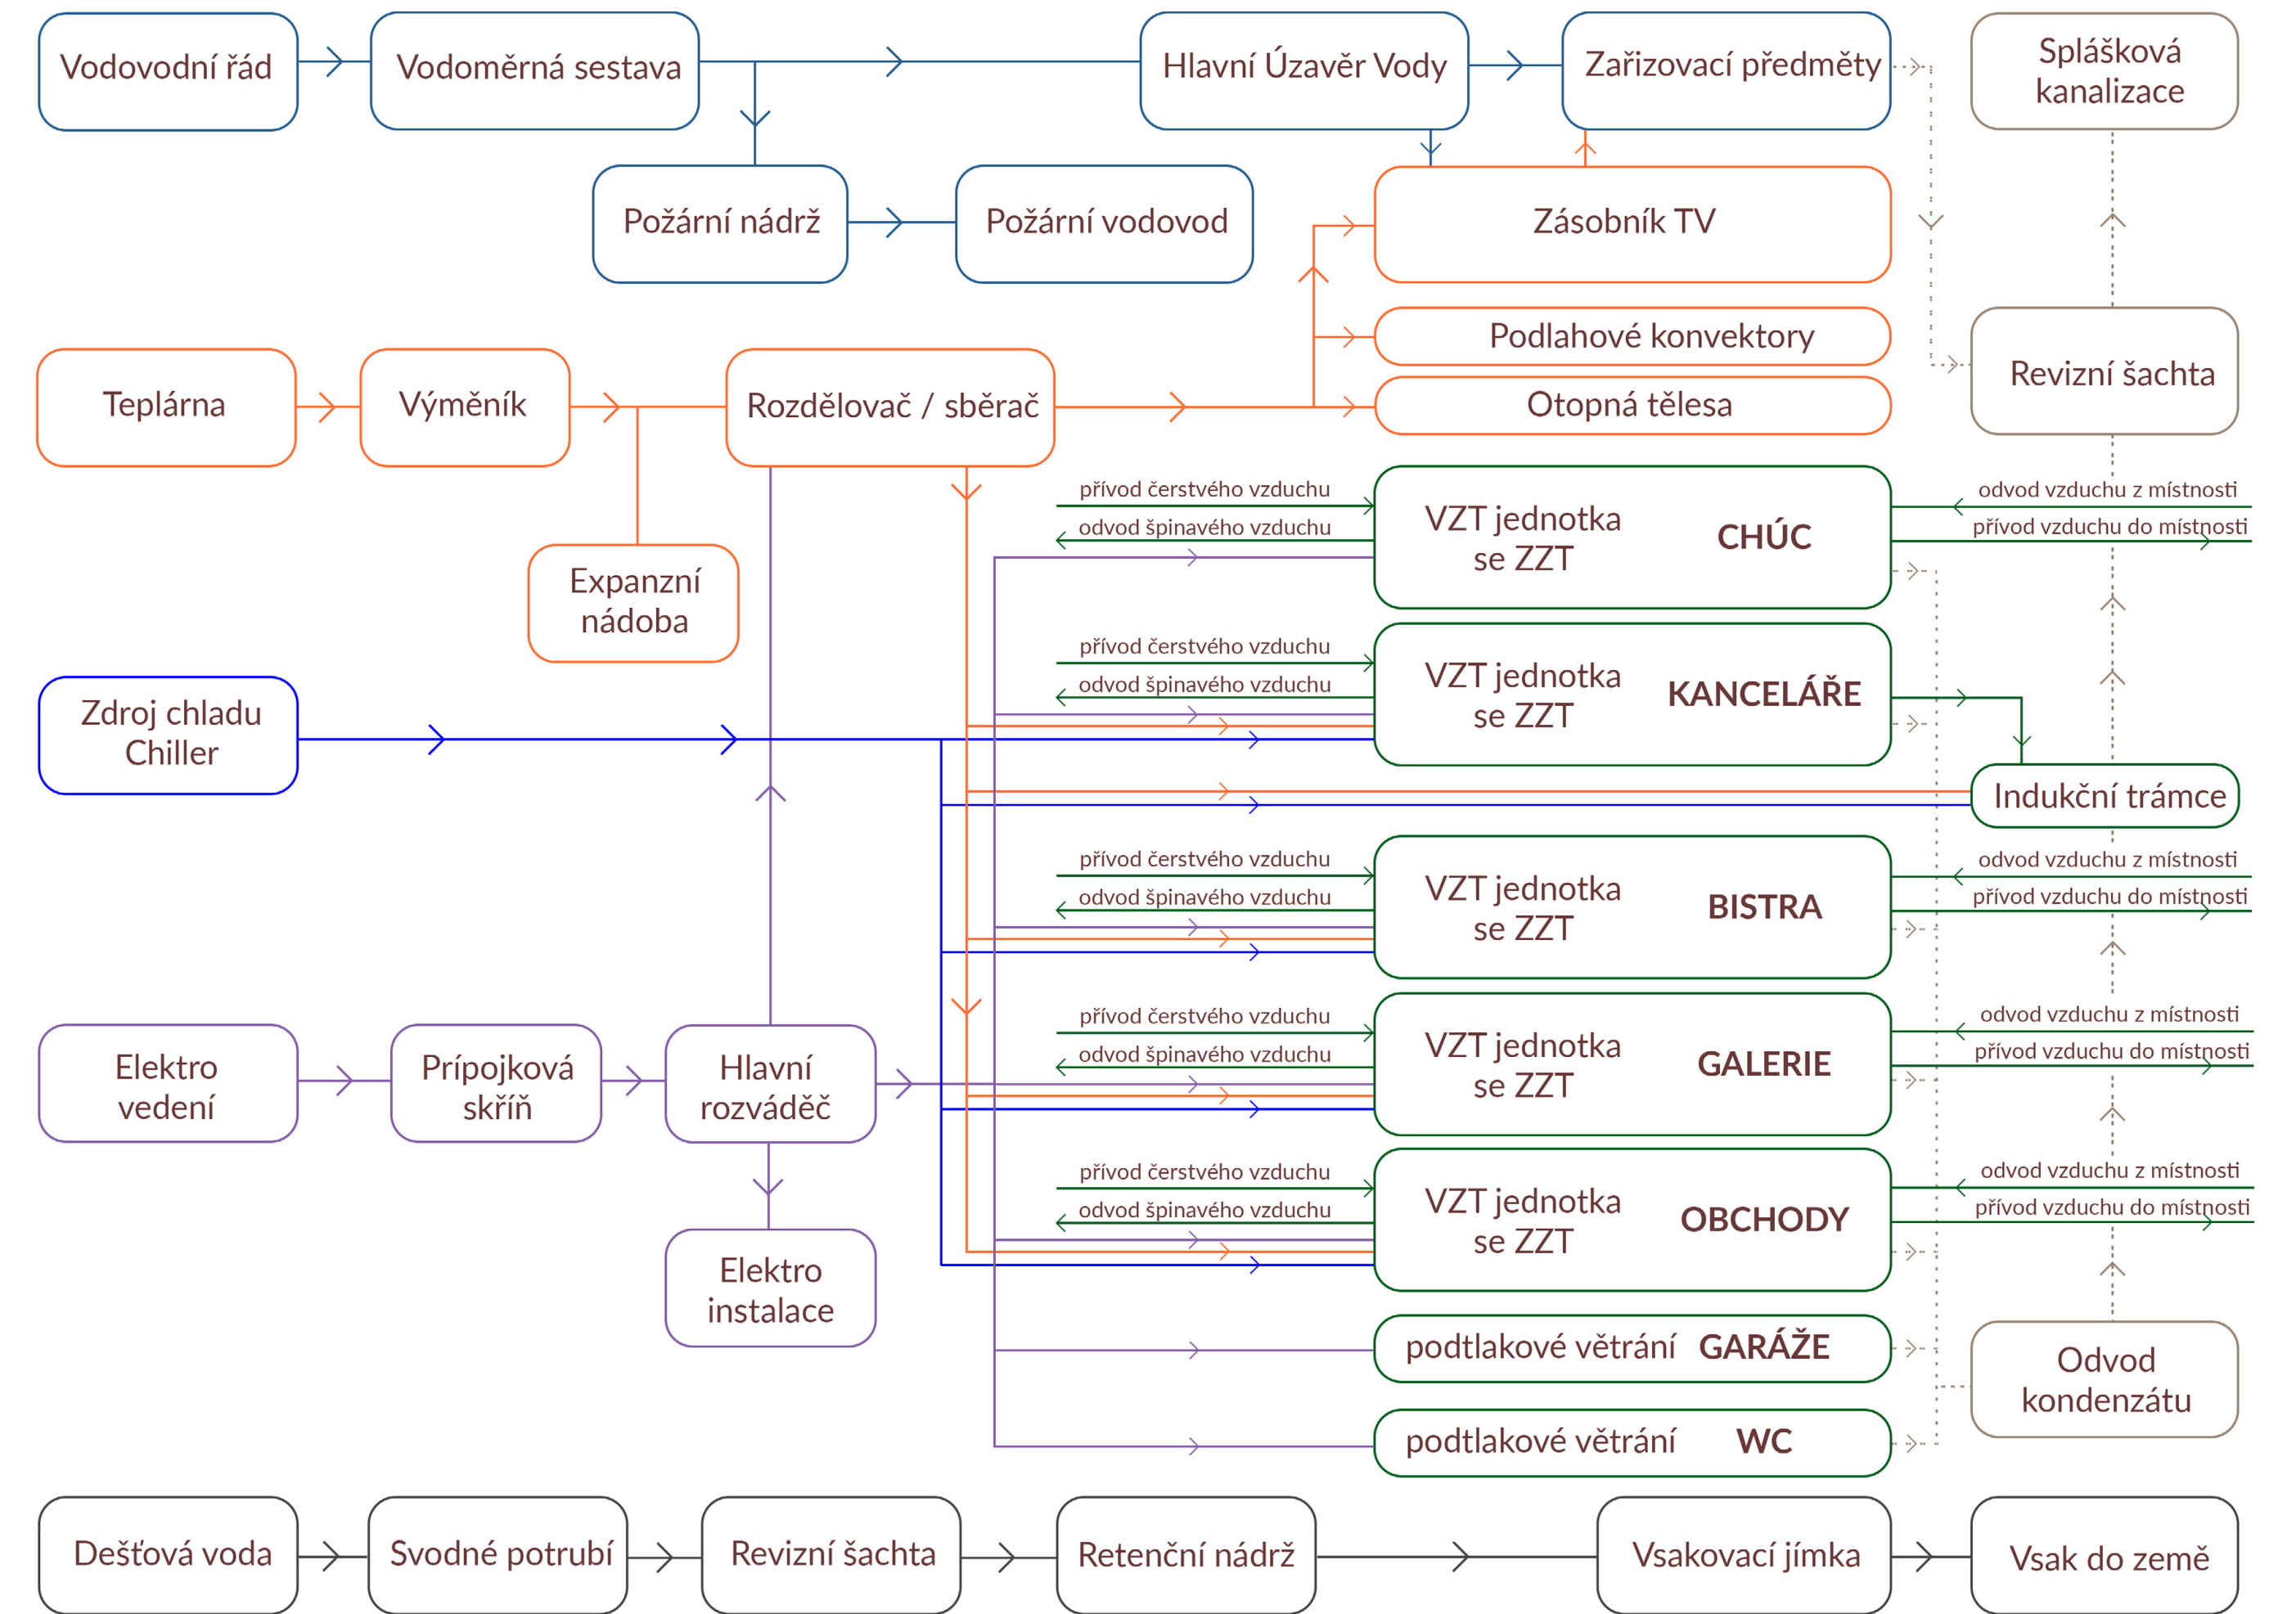 Vodovodní řád
Vodoměrná sestava
Hlavní Úzavěr Vody
Zařizovací předměty
Splášková
kanalizace
Požární nádrž
Požární vodovod
Zásobník TV
Podlahové konvektory
Revizní šachta
Teplárna
Výměník
Rozdělovač / sběrač
Otopná tělesa
Expanzní
nádoba
přívod čerstvého vzduchu
odvod špinavého vzduchu
VZT jednotka
se ZZT
CHÚC
odvod vzduchu z místnosti
přívod vzduchu do místnosti
přívod čerstvého vzduchu
odvod špinavého vzduchu
VZT jednotka
se ZZT
KANCELÁŘE
Zdroj chladu
Chiller
Indukční trámce
přívod čerstvého vzduchu
odvod špinavého vzduchu
VZT jednotka
se ZZT
BISTRA
odvod vzduchu z místnosti
přívod vzduchu do místnosti
přívod čerstvého vzduchu
odvod špinavého vzduchu
VZT jednotka
se ZZT
GALERIE
odvod vzduchu z místnosti
přívod vzduchu do místnosti
Elektro
vedení
Prípojková
skříň
Hlavní
rozváděč
přívod čerstvého vzduchu
odvod špinavého vzduchu
VZT jednotka
se ZZT
OBCHODY
odvod vzduchu z místnosti
přívod vzduchu do místnosti
Elektro
instalace
podtlakové větrání GARÁŽE
Odvod
kondenzátu
podtlakové větrání WC
Dešťová voda
Svodné potrubí
Revizní šachta
Retenční nádrž
Vsakovací jímka
Vsak do země